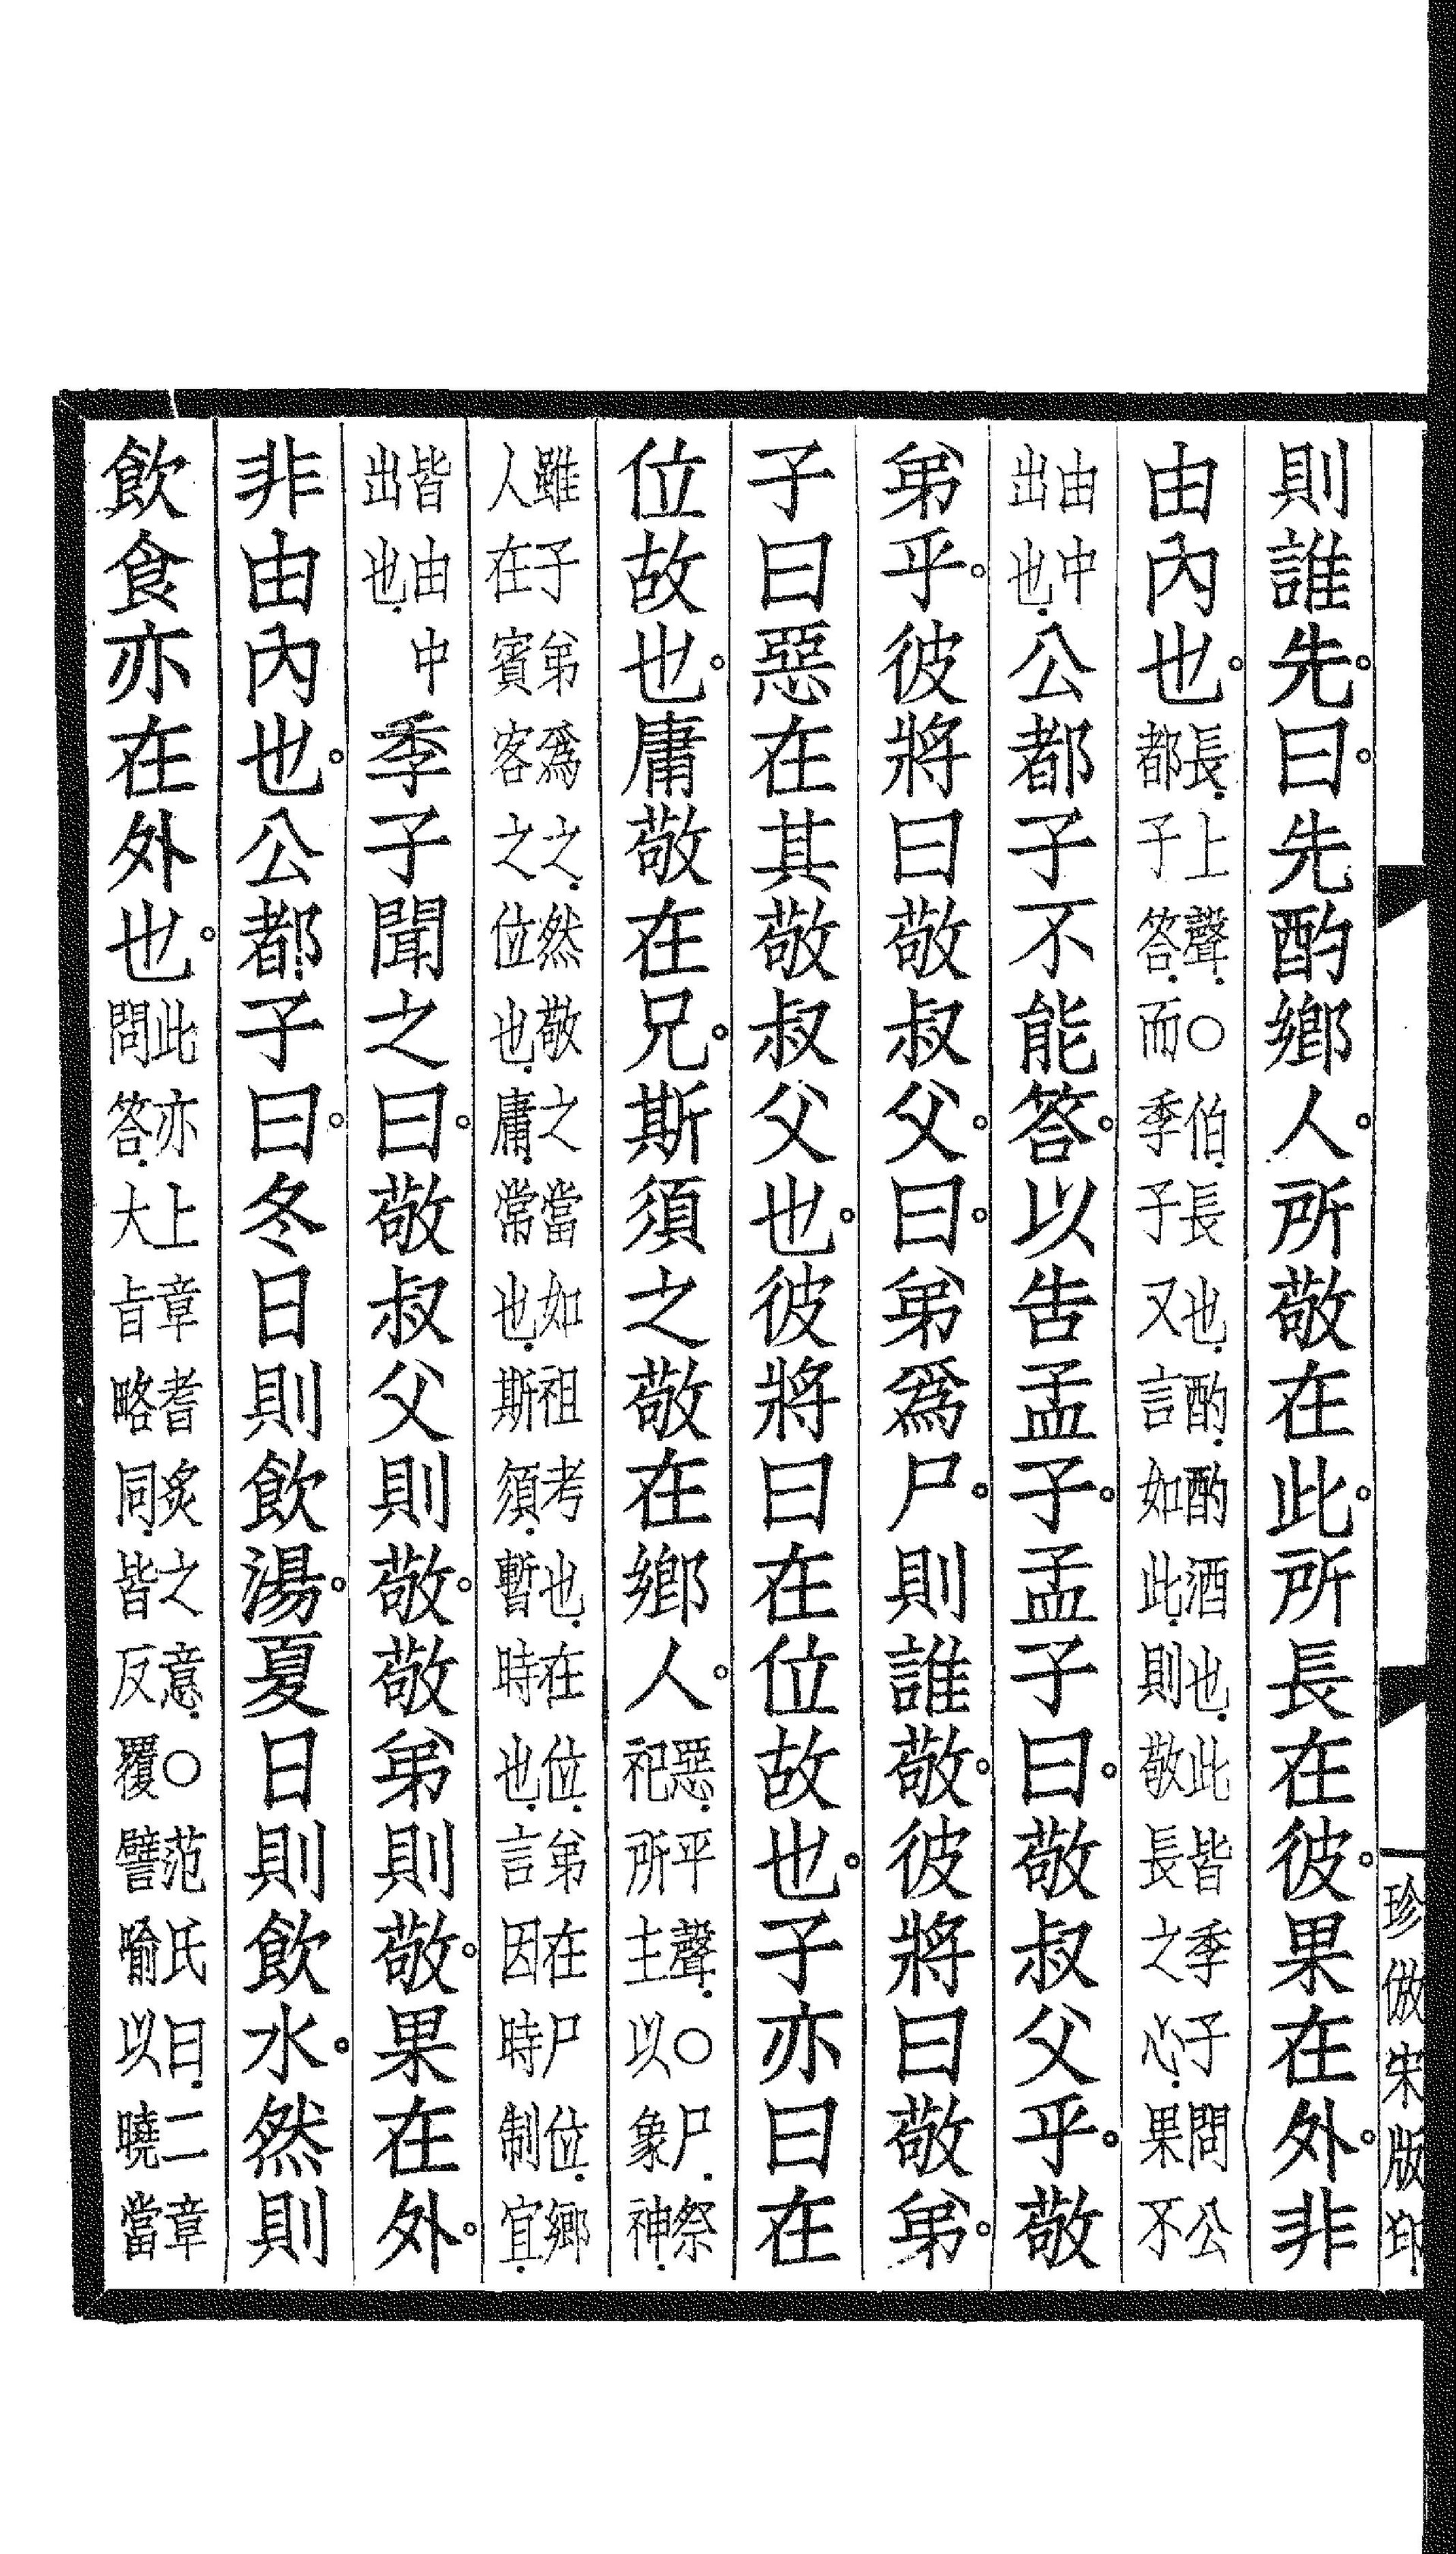 珍倣宋版印
則誰先。曰。先酌鄉人。所敬在此。所長在彼。果在外。非
由內也。長.上聲.○伯.長也.酌.酌酒也.此皆季子問公都子答.而季子又言如此.則敬長之心.果不
由中出也.公都子不能答。以告孟子。孟子曰。敬叔父乎。敬
弟乎。彼將曰敬叔父。曰。弟爲尸。則誰敬。彼將曰敬弟。
子曰惡在其敬叔父也。彼將曰在位故也。子亦曰在
位故也。庸敬在兄。斯須之敬在鄉人。惡.平聲.○尸.祭祀所主以象神.
雖子弟爲之.然敬之當如祖考也.在位.弟在尸位.鄉人在賓客之位也.庸.常也.斯須.暫時也.言因時制宜.
皆由中出也.季子聞之曰。敬叔父則敬。敬弟則敬。果在外。
非由內也。公都子曰。冬日則飲湯。夏日則飲水。然則
飲食亦在外也。此亦上章耆炙之意.○范氏曰.二章問答.大旨略同.皆反覆譬喻以曉當